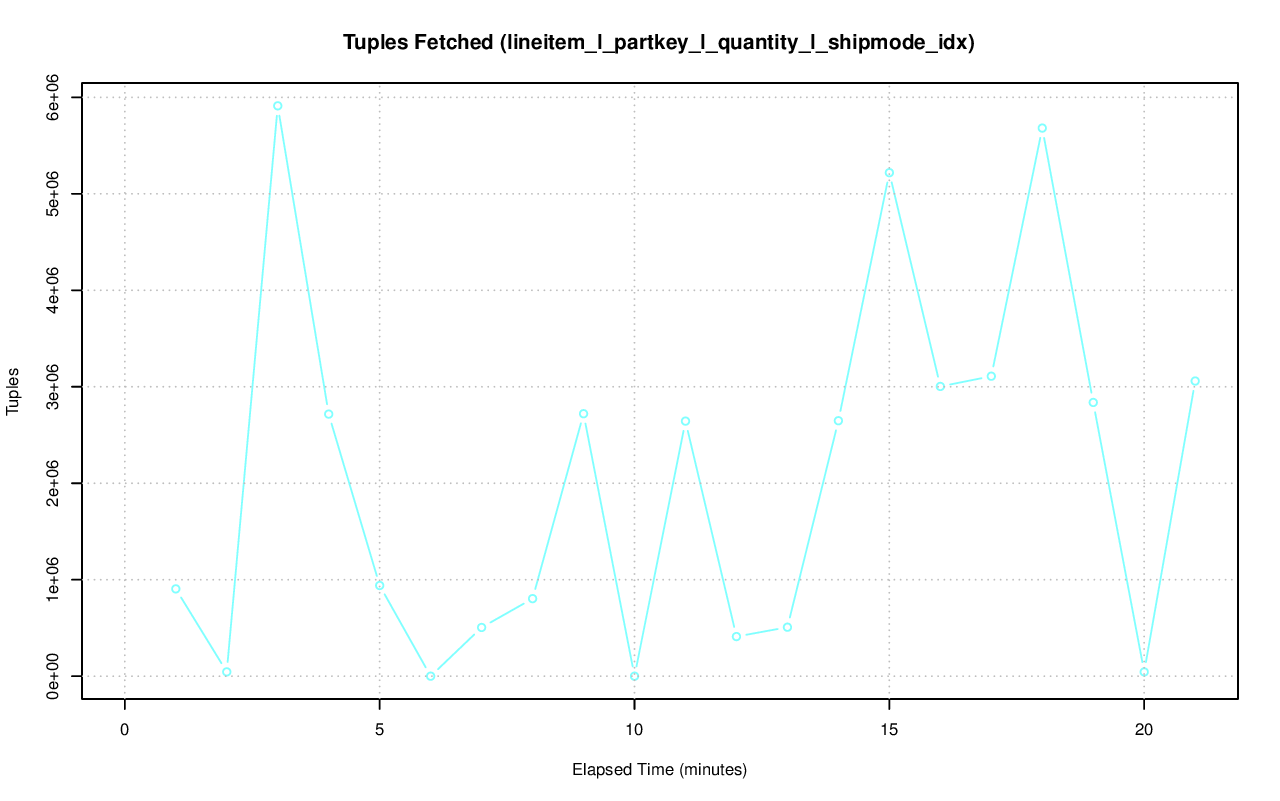 Tuples Fetched (lineitem_l_partkey_l_quantity_l_shipmode_idx)
6e+06
5e+06
4e+06
3e+06
2e+06
1e+06
0e+00
Tuples
0 5 10 15 20
Elapsed Time (minutes)